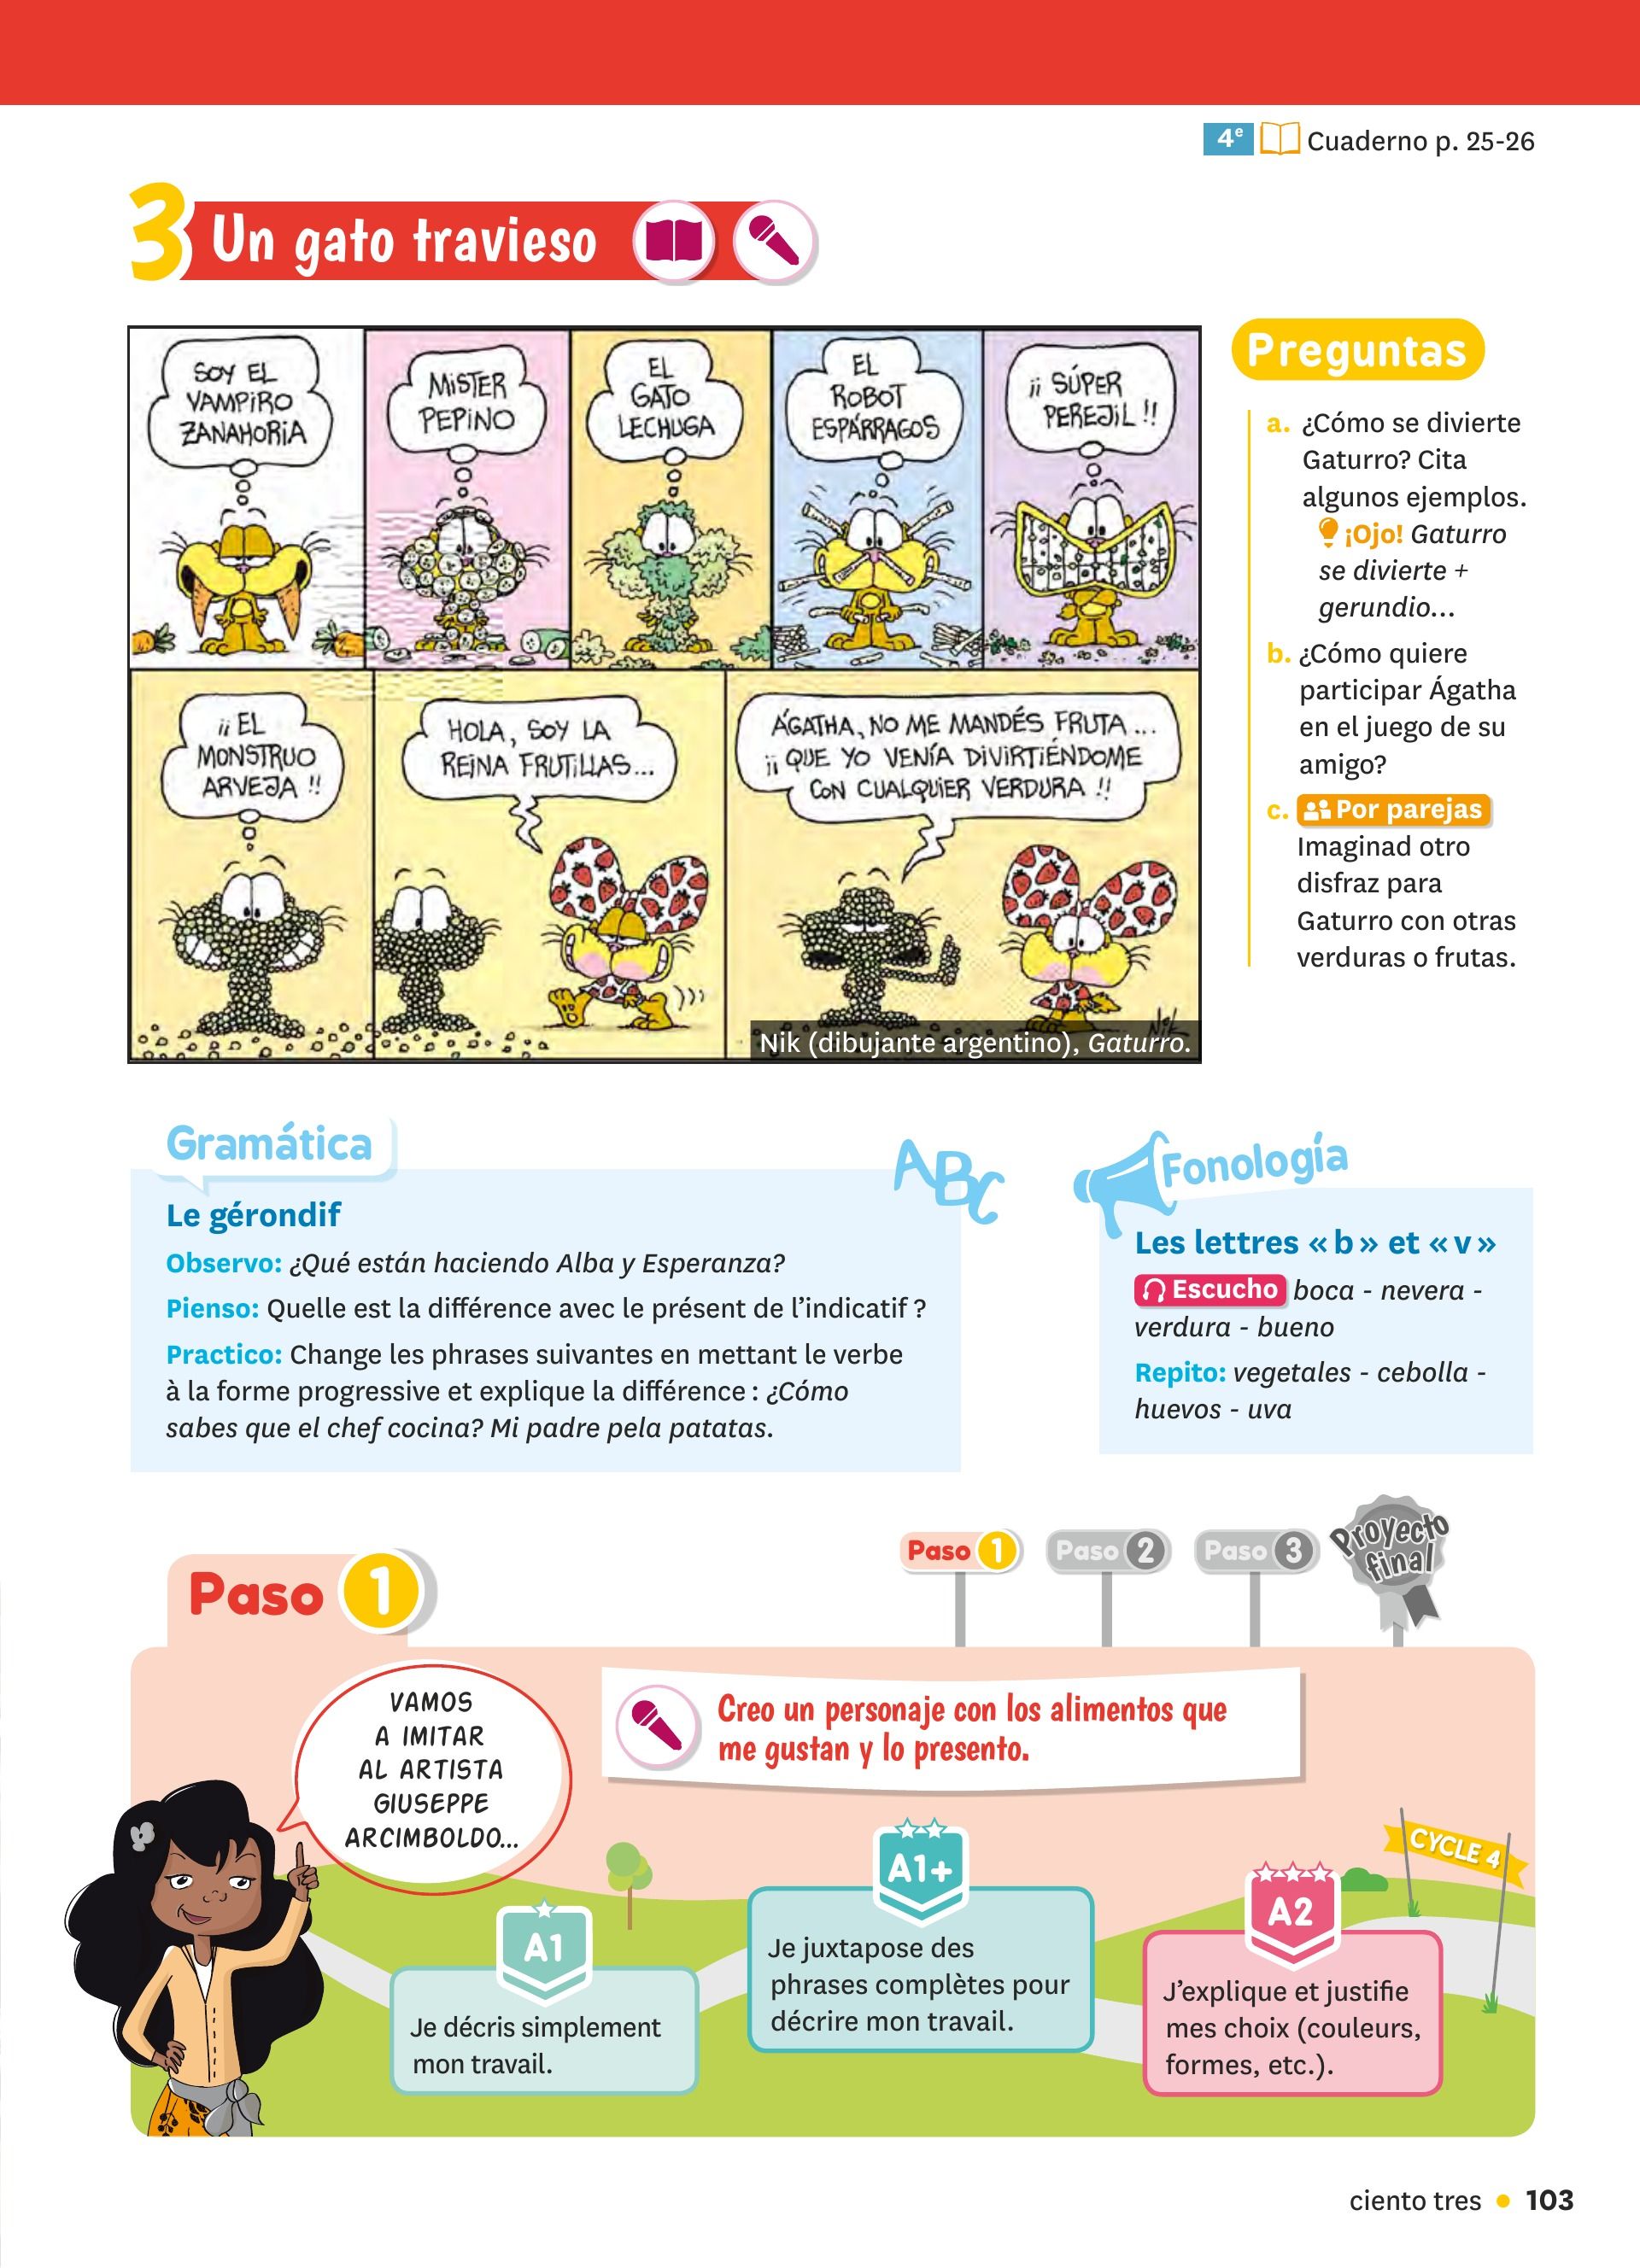 4e Cuaderno p. 25-26
3 Un gato travieso
SOY EL
VAMPIRO
ZANAHORIA
MISTER
PEPINO
EL
GATO
LECHUGA
EL
ROBOT
ESPÁRRAGOS
¡¡ SÚPER
PEREJIL !!
¡¡ EL
MONSTRUO
ARVEJA !!
HOLA, SOY LA
REINA FRUTILLAS...
ÁGATHA, NO ME MANDÉS FRUTA...
¡¡ QUE YO VENÍA DIVIRTIÉNDOME
CON CUALQUIER VERDURA !!
NiK
Nik (dibujante argentino), Gaturro.
Preguntas
a. ¿Cómo se divierte
Gaturro? Cita
algunos ejemplos.
¡Ojo! Gaturro
se divierte +
gerundio...
b. ¿Cómo quiere
participar Ágatha
en el juego de su
amigo?
c. Por parejas
Imaginad otro
disfraz para
Gaturro con otras
verduras o frutas.
Gramática
ABC
Le gérondif
Observo: ¿Qué están haciendo Alba y Esperanza?
Pienso: Quelle est la différence avec le présent de l'indicatif ?
Practico: Change les phrases suivantes en mettant le verbe
à la forme progressive et explique la différence : ¿Cómo
sabes que el chef cocina? Mi padre pela patatas.
Fonología
Les lettres « b » et « v »
Escucho boca - nevera -
verdura - bueno
Repito: vegetales - cebolla -
huevos - uva
Paso 1
Paso 1
Paso 2
Paso 3
Proyecto
final
VAMOS
A IMITAR
AL ARTISTA
GIUSEPPE
ARCIMBOLDO...
Creo un personaje con los alimentos que
me gustan y lo presento.
A1
Je décris simplement
mon travail.
A1+
Je juxtapose des
phrases complètes pour
décrire mon travail.
A2
J'explique et justifie
mes choix (couleurs,
formes, etc.).
CYCLE 4
ciento tres • 103